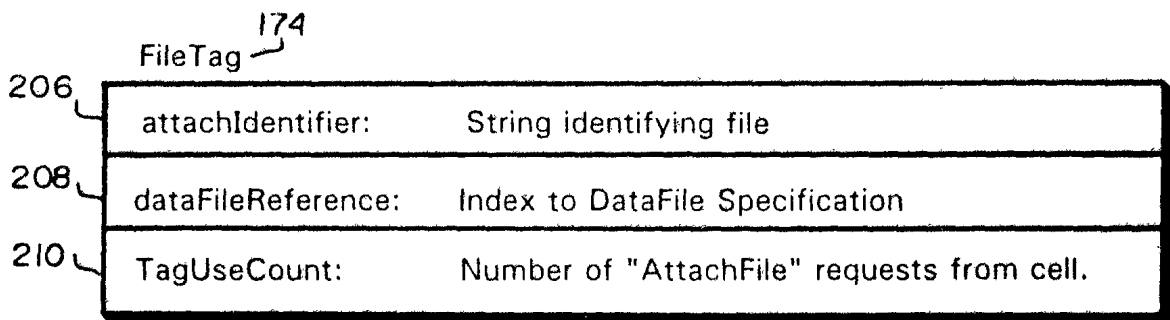 174
FileTag
206
attachIdentifier: String identifying file
208
dataFileReference: Index to DataFile Specification
210
TagUseCount: Number of "AttachFile" requests from cell.